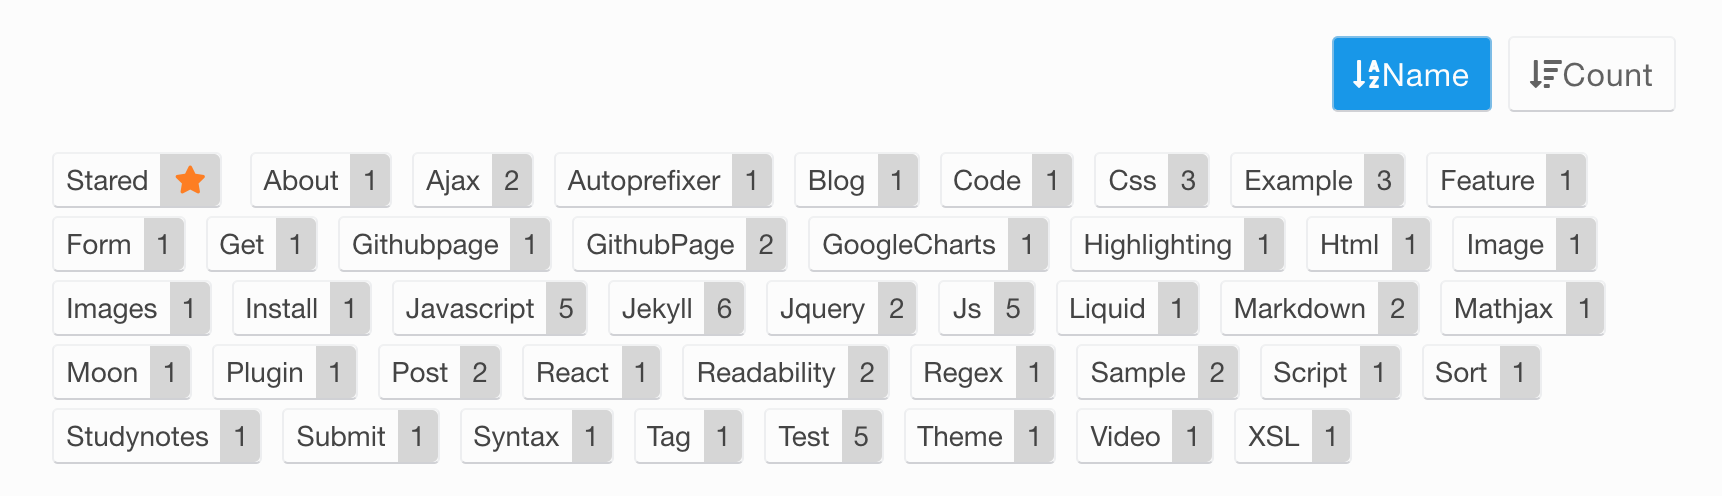 Name Count
Stared About 1 Ajax 2 Autoprefixer 1 Blog 1 Code 1 Css 3 Example 3 Feature 1
Form 1 Get 1 Githubpage 1 GithubPage 2 GoogleCharts 1 Highlighting 1 Html 1 Image 1
Images 1 Install 1 Javascript 5 Jekyll 6 Jquery 2 Js 5 Liquid 1 Markdown 2 Mathjax 1
Moon 1 Plugin 1 Post 2 React 1 Readability 2 Regex 1 Sample 2 Script 1 Sort 1
Studynotes 1 Submit 1 Syntax 1 Tag 1 Test 5 Theme 1 Video 1 XSL 1